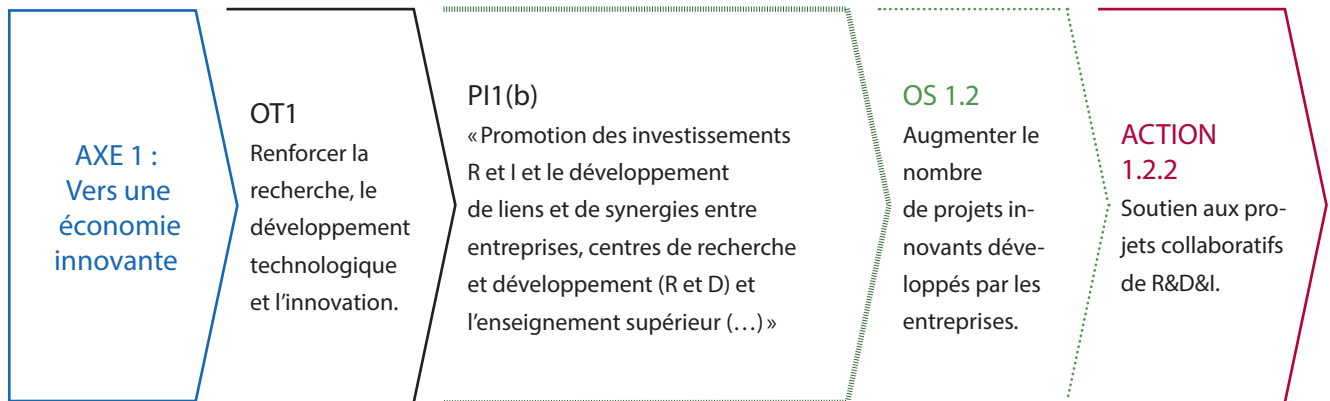 AXE 1 :
Vers une
économie
innovante
OT1
Renforcer la
recherche, le
développement
technologique
et l’innovation.
PI1(b)
« Promotion des investissements
R et I et le développement
de liens et de synergies entre
entreprises, centres de recherche
et développement (R et D) et
l’enseignement supérieur (…) »
OS 1.2
Augmenter le
nombre
de projets in-
novants déve-
loppés par les
entreprises.
ACTION
1.2.2
Soutien aux pro-
jets collaboratifs
de R&D&I.